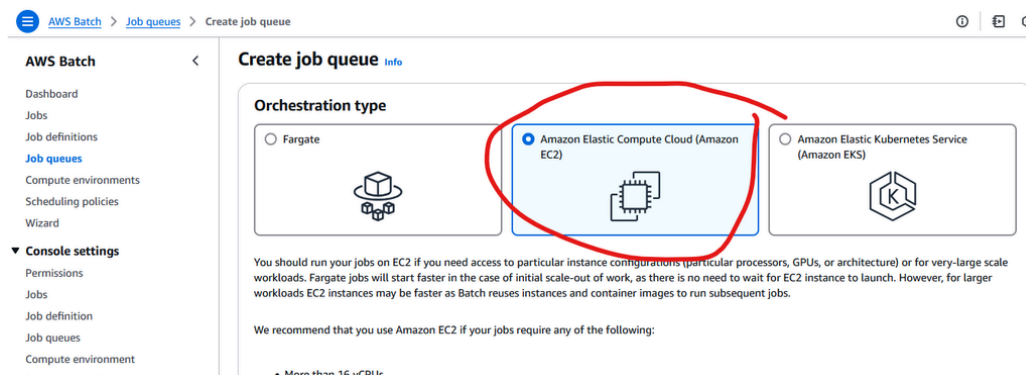 AWS Batch > Job queues > Create job queue
AWS Batch
Dashboard
Jobs
Job definitions
Job queues
Compute environments
Scheduling policies
Wizard
Console settings
Permissions
Jobs
Job definition
Job queues
Compute environment
Create job queue Info
Orchestration type
Fargate
Amazon Elastic Compute Cloud (Amazon
EC2)
Amazon Elastic Kubernetes Service
(Amazon EKS)
K
You should run your jobs on EC2 if you need access to particular instance configurations (particular processors, GPUs, or architecture) or for very-large scale
workloads. Fargate jobs will start faster in the case of initial scale-out of work, as there is no need to wait for EC2 instance to launch. However, for larger
workloads EC2 instances may be faster as Batch reuses instances and container images to run subsequent jobs.
We recommend that you use Amazon EC2 if your jobs require any of the following:
• More than 16 vCPUs